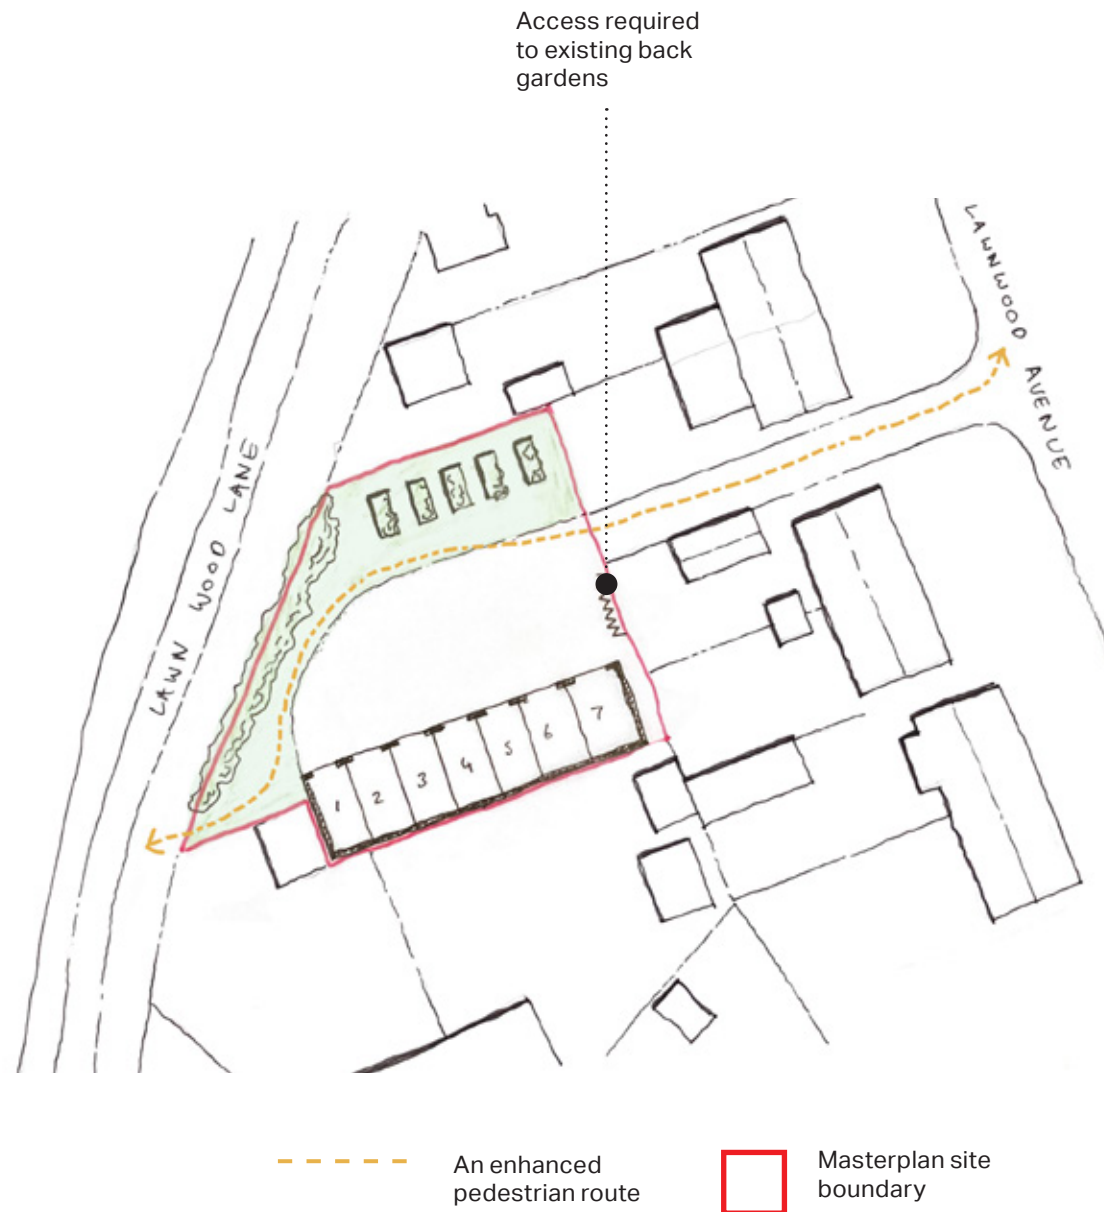 Access required
to existing back
gardens
LAWNWOOD AVENUE
LAWN WOOD LANE
1 2 3 4 5 6 7
An enhanced
pedestrian route
Masterplan site
boundary